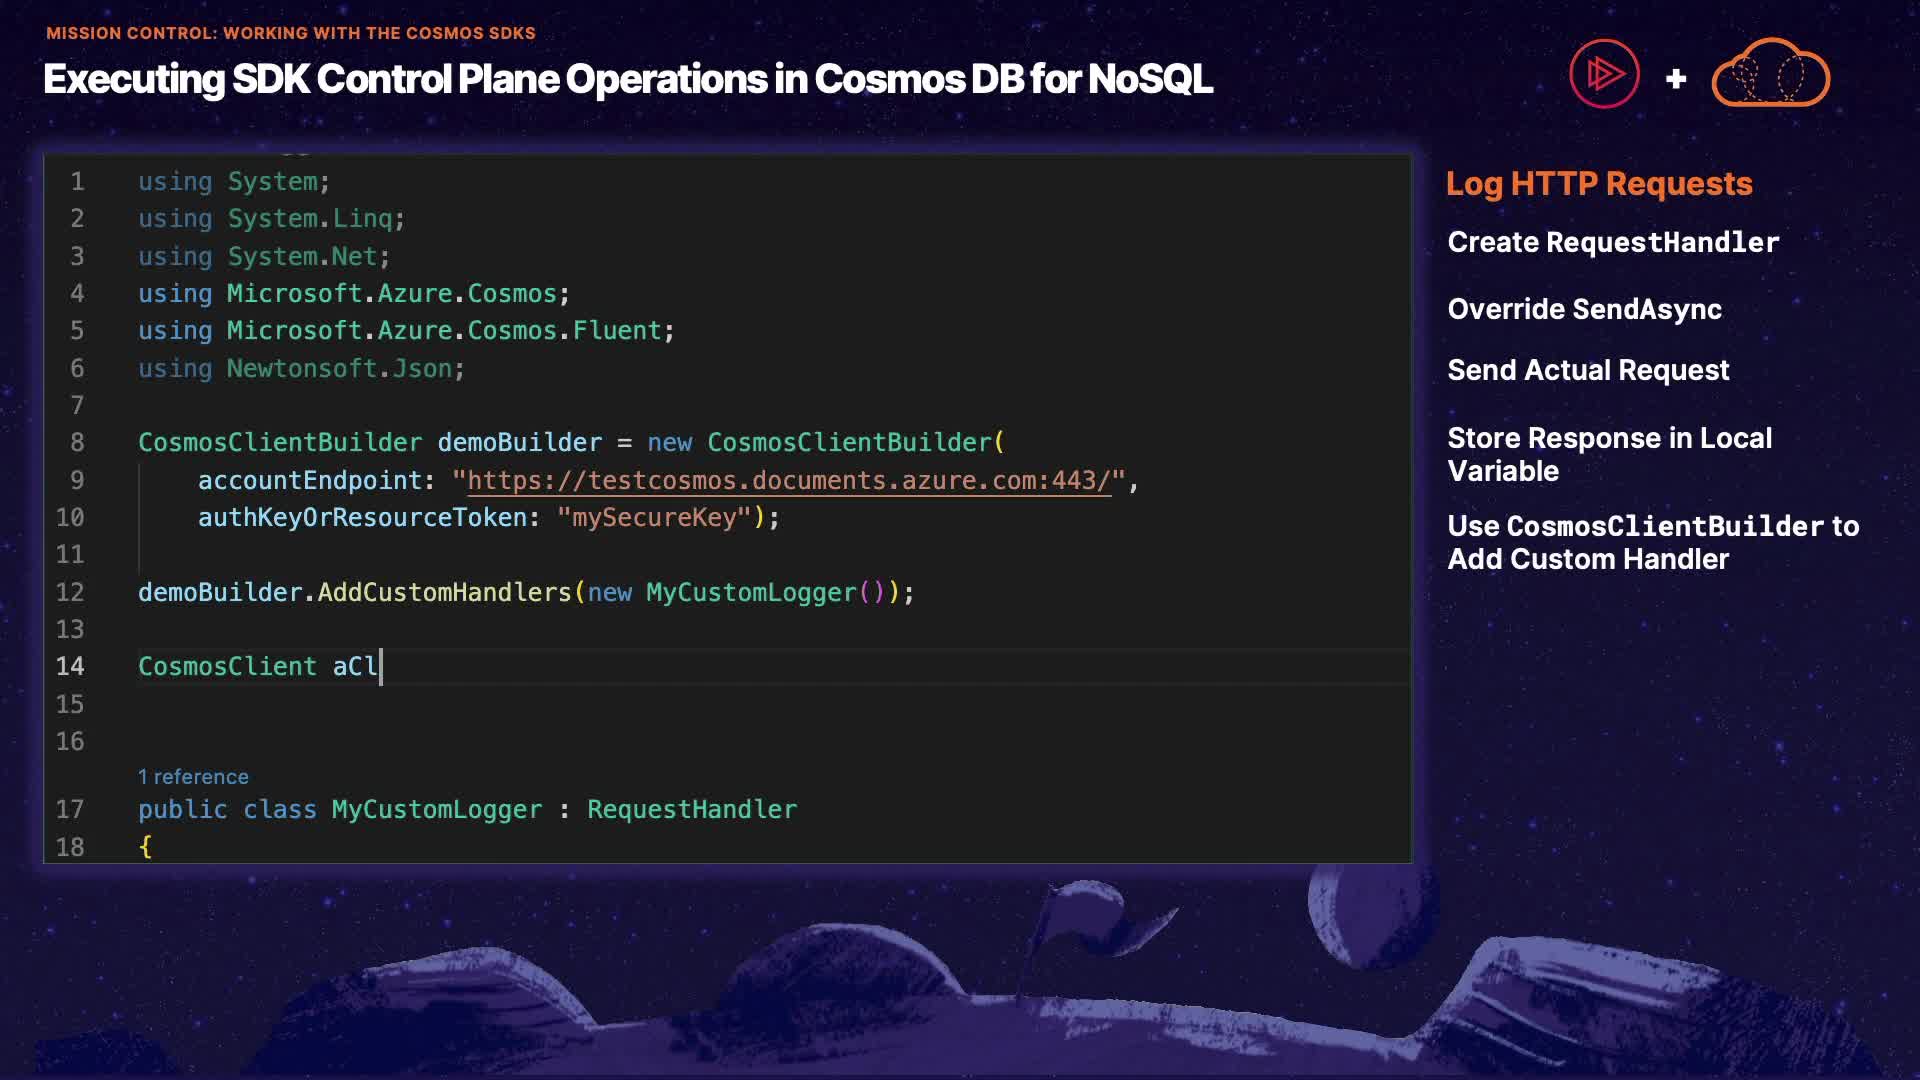 MISSION CONTROL: WORKING WITH THE COSMOS SDKS
Executing SDK Control Plane Operations in Cosmos DB for NoSQL
+
1 using System;
2 using System.Linq;
3 using System.Net;
4 using Microsoft.Azure.Cosmos;
5 using Microsoft.Azure.Cosmos.Fluent;
6 using Newtonsoft.Json;
7
8 CosmosClientBuilder demoBuilder = new CosmosClientBuilder(
9 accountEndpoint: "https://testcosmos.documents.azure.com:443/",
10 authKeyOrResourceToken: "mySecureKey");
11
12 demoBuilder.AddCustomHandlers(new MyCustomLogger());
13
14 CosmosClient aCl
15
16
1 reference
17 public class MyCustomLogger : RequestHandler
18 {
Log HTTP Requests
Create RequestHandler
Override SendAsync
Send Actual Request
Store Response in Local
Variable
Use CosmosClientBuilder to
Add Custom Handler